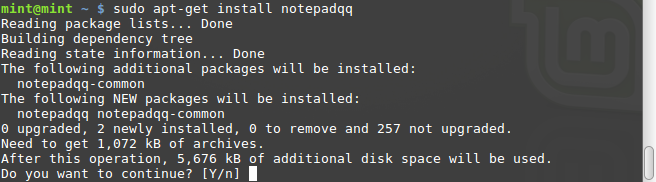 mint@mint ~ $ sudo apt-get install notepadqq
Reading package lists... Done
Building dependency tree
Reading state information... Done
The following additional packages will be installed:
  notepadqq-common
The following NEW packages will be installed:
  notepadqq notepadqq-common
0 upgraded, 2 newly installed, 0 to remove and 257 not upgraded.
Need to get 1,072 kB of archives.
After this operation, 5,676 kB of additional disk space will be used.
Do you want to continue? [Y/n]